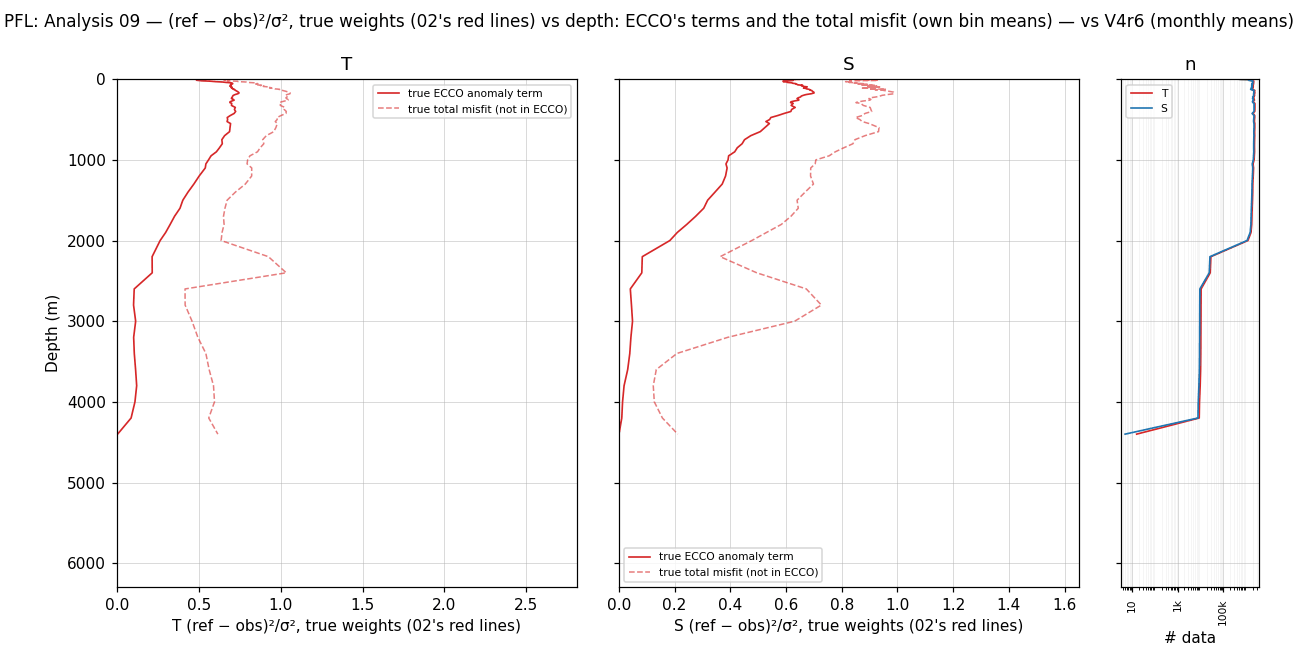 PFL: Analysis 09 — (ref − obs)²/σ², true weights (02's red lines) vs depth: ECCO's terms and the total misfit (own bin means) — vs V4r6 (monthly means)
T
S
n
true ECCO anomaly term
true total misfit (not in ECCO)
true ECCO anomaly term
true total misfit (not in ECCO)
T
S
Depth (m)
0
1000
2000
3000
4000
5000
6000
0.0
0.5
1.0
1.5
2.0
2.5
0.0
0.2
0.4
0.6
0.8
1.0
1.2
1.4
1.6
10
1k
100k
T (ref − obs)²/σ², true weights (02's red lines)
S (ref − obs)²/σ², true weights (02's red lines)
# data